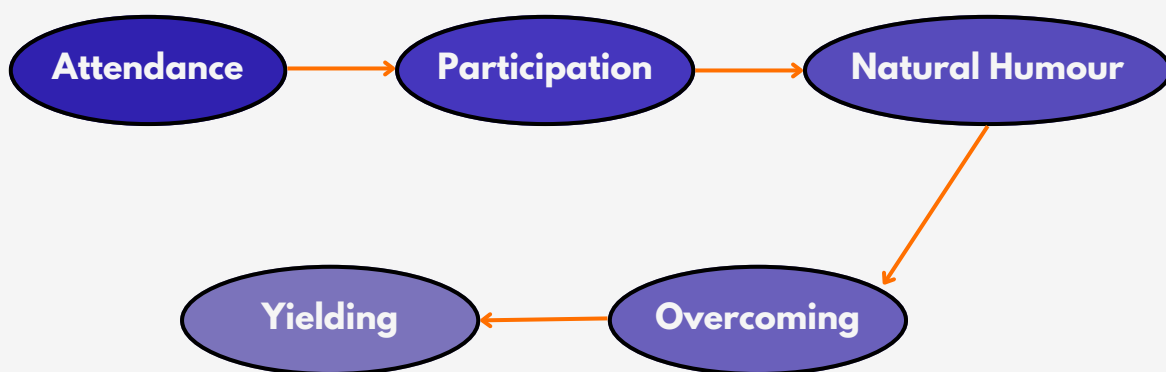 Attendance
Participation
Natural Humour
Overcoming
Yielding